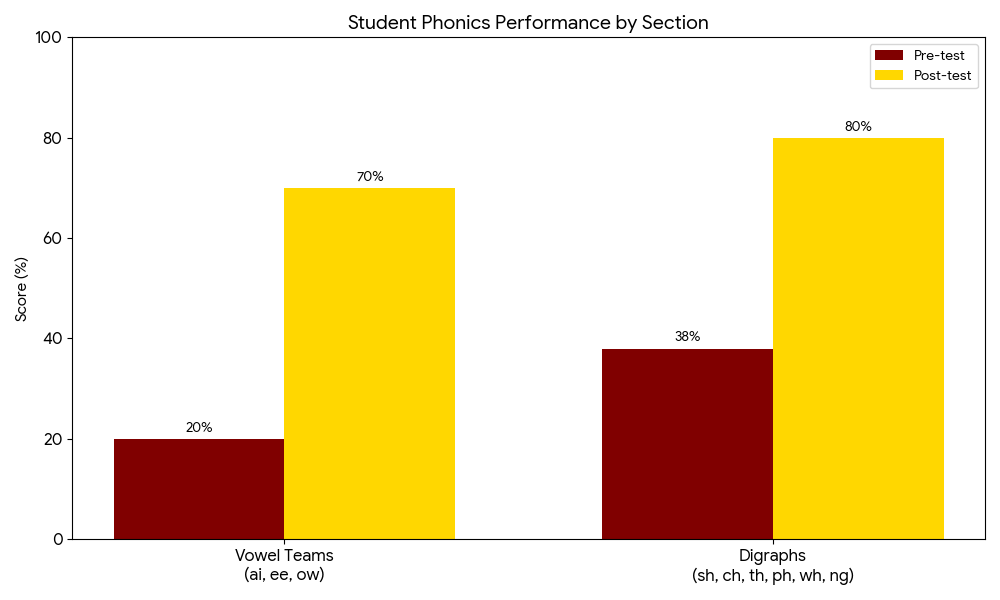 Student Phonics Performance by Section
Pre-test
Post-test
Score (%)
100
80
60
40
20
0
20%
70%
38%
80%
Vowel Teams
(ai, ee, ow)
Digraphs
(sh, ch, th, ph, wh, ng)